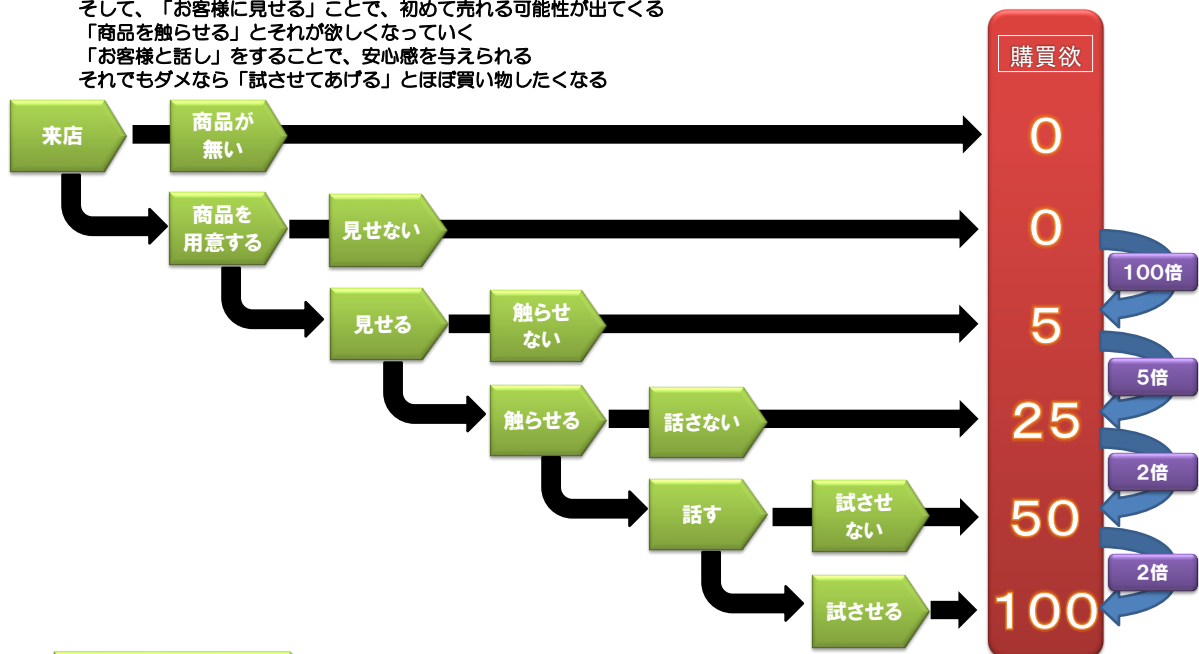 そして、「お客様に見せる」ことで、初めて売れる可能性が出てくる
「商品を触らせる」とそれが欲しくなっていく
「お客様と話し」をすることで、安心感を与えられる
それでもダメなら「試させてあげる」とほぼ買い物したくなる
購買欲
来店
商品が
無い
0
商品を
用意する
見せない
0
100倍
見せる
触らせ
ない
5
5倍
触らせる
話さない
25
2倍
話す
試させ
ない
50
2倍
試させる
100